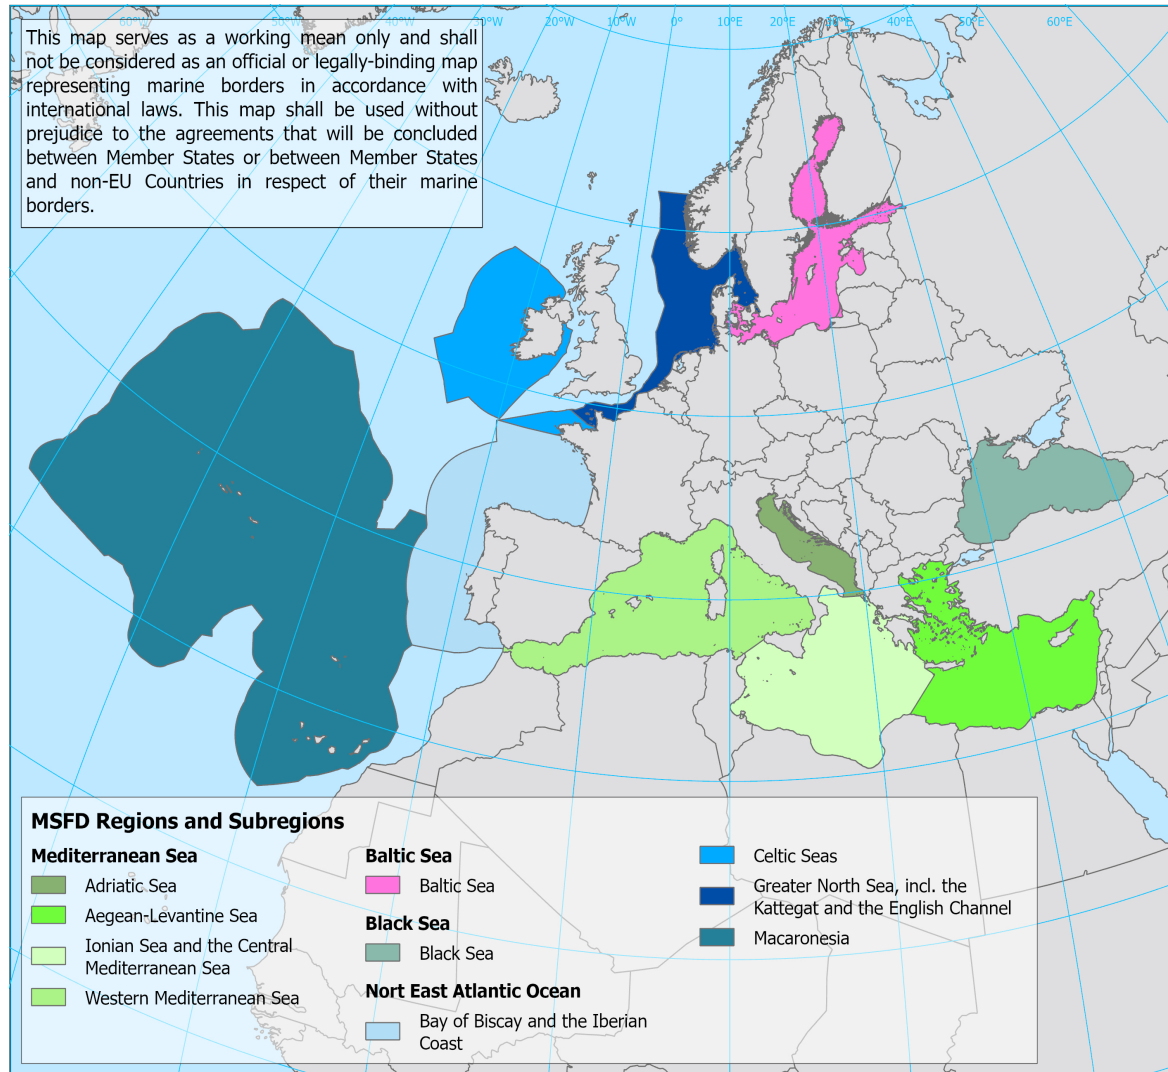 60°W 50°W 40°W 30°W 20°W 10°W 0° 10°E 20°E 30°E 40°E 50°E 60°E
This map serves as a working mean only and shall
not be considered as an official or legally-binding map
representing marine borders in accordance with
international laws. This map shall be used without
prejudice to the agreements that will be concluded
between Member States or between Member States
and non-EU Countries in respect of their marine
borders.
MSFD Regions and Subregions
Mediterranean Sea
Adriatic Sea
Aegean-Levantine Sea
Ionian Sea and the Central
Mediterranean Sea
Western Mediterranean Sea
Baltic Sea
Baltic Sea
Black Sea
Black Sea
Nort East Atlantic Ocean
Bay of Biscay and the Iberian
Coast
Celtic Seas
Greater North Sea, incl. the
Kattegat and the English Channel
Macaronesia